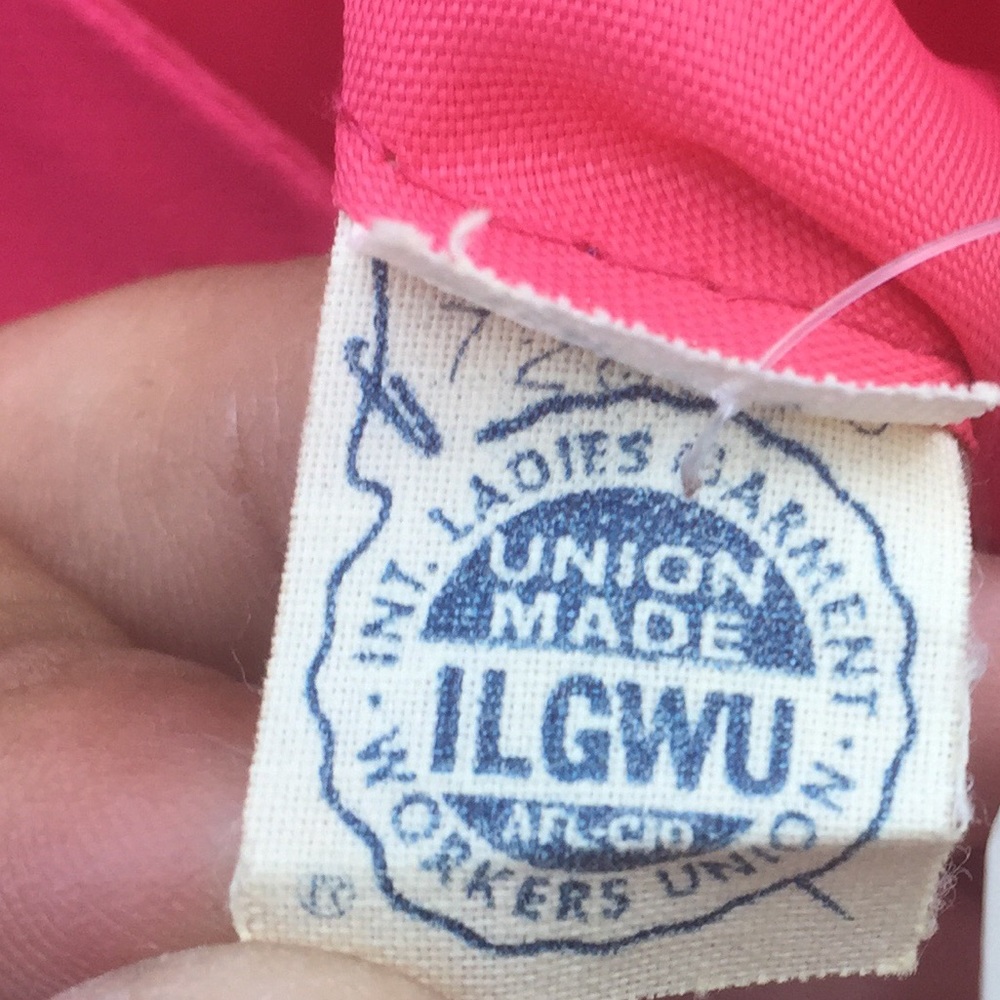 INT. LADIES GARMENT
UNION
MADE
ILGWU
AFL-CIO
· WORKERS UNION ·
®